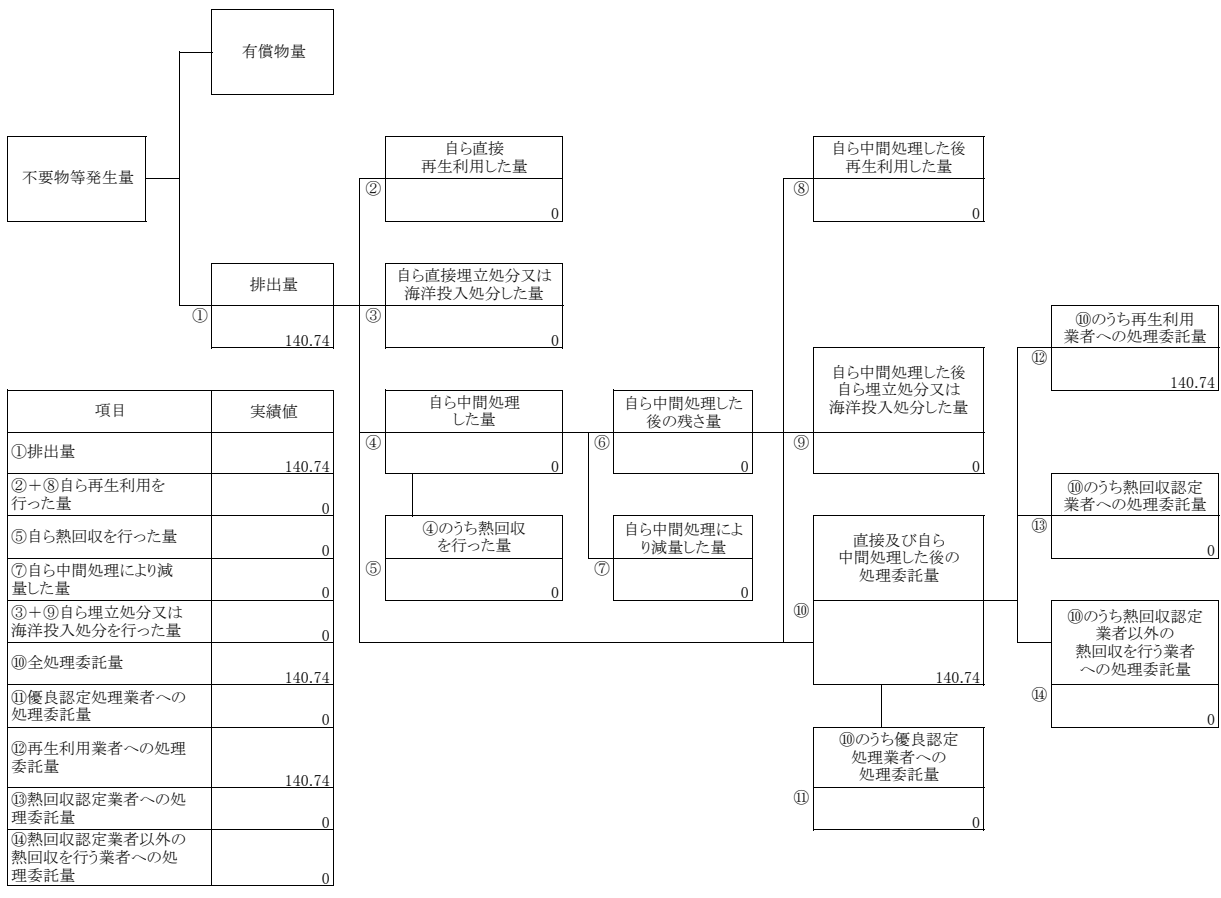 有償物量
不要物等発生量
自ら直接
再生利用した量
②
0
自ら中間処理した後
再生利用した量
⑧
0
排出量
①
140.74
自ら直接埋立処分又は
海洋投入処分した量
③
0
⑩のうち再生利用
業者への処理委託量
⑫
140.74
自ら中間処理
した量
④
0
自ら中間処理した
後の残さ量
⑥
0
自ら中間処理した後
自ら埋立処分又は
海洋投入処分した量
⑨
0
⑩のうち熱回収認定
業者への処理委託量
⑬
0
④のうち熱回収
を行った量
⑤
0
自ら中間処理によ
り減量した量
⑦
0
直接及び自ら
中間処理した後の
処理委託量
⑩
140.74
⑩のうち熱回収認定
業者以外の
熱回収を行う業者
への処理委託量
⑭
0
⑩のうち優良認定
処理業者への
処理委託量
⑪
0
項目 実績値
①排出量
140.74
②＋⑧自ら再生利用を
行った量
0
⑤自ら熱回収を行った量
0
⑦自ら中間処理により減
量した量
0
③＋⑨自ら埋立処分又は
海洋投入処分を行った量
0
⑩全処理委託量
140.74
⑪優良認定処理業者への
処理委託量
0
⑫再生利用業者への処理
委託量
140.74
⑬熱回収認定業者への処
理委託量
0
⑭熱回収認定業者以外の
熱回収を行う業者への処
理委託量
0